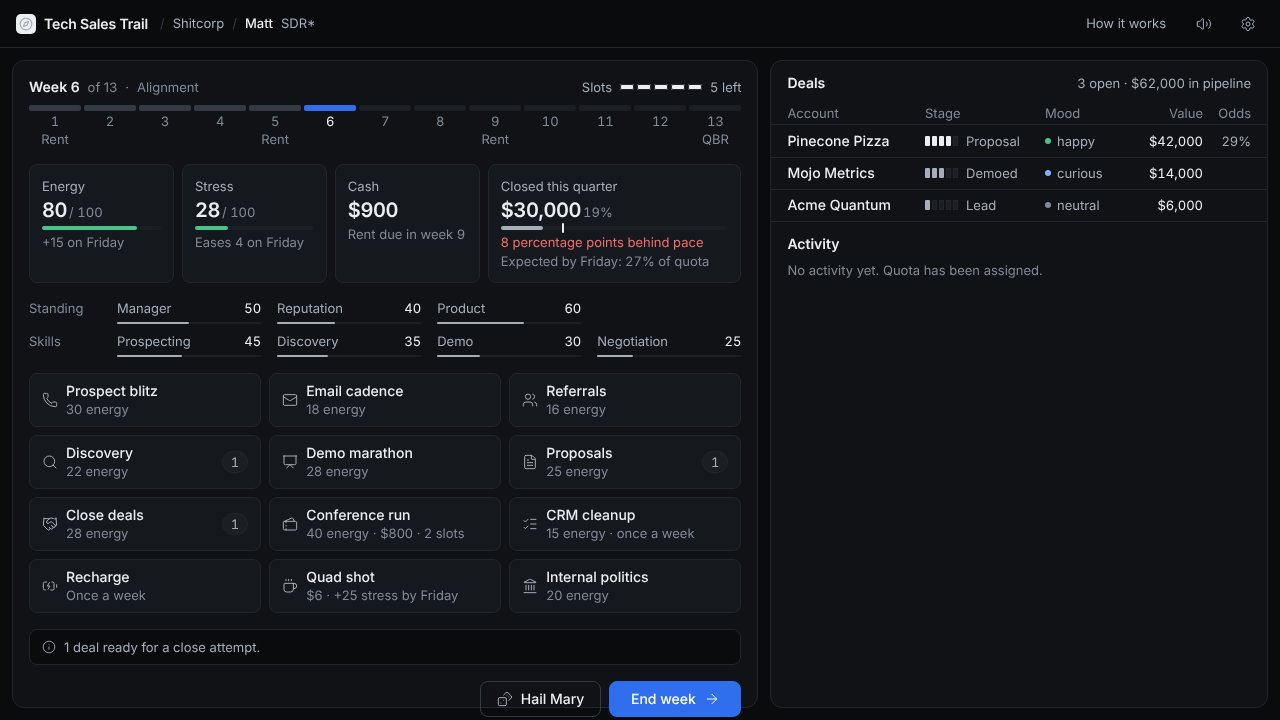 Tech Sales Trail / Shitcorp / Matt SDR*
How it works
Week 6 of 13 · Alignment
Slots 5 left
1 2 3 4 5 6 7 8 9 10 11 12 13
Rent Rent Rent QBR
Energy
80 / 100
+15 on Friday
Stress
28 / 100
Eases 4 on Friday
Cash
$900
Rent due in week 9
Closed this quarter
$30,000 19%
8 percentage points behind pace
Expected by Friday: 27% of quota
Standing Manager 50 Reputation 40 Product 60
Skills Prospecting 45 Discovery 35 Demo 30 Negotiation 25
Prospect blitz
30 energy
Email cadence
18 energy
Referrals
16 energy
Discovery
22 energy
1
Demo marathon
28 energy
Proposals
25 energy
1
Close deals
28 energy
1
Conference run
40 energy · $800 · 2 slots
CRM cleanup
15 energy · once a week
Recharge
Once a week
Quad shot
$6 · +25 stress by Friday
Internal politics
20 energy
1 deal ready for a close attempt.
Hail Mary
End week
Deals
3 open · $62,000 in pipeline
Account Stage Mood Value Odds
Pinecone Pizza Proposal happy $42,000 29%
Mojo Metrics Demoed curious $14,000
Acme Quantum Lead neutral $6,000
Activity
No activity yet. Quota has been assigned.